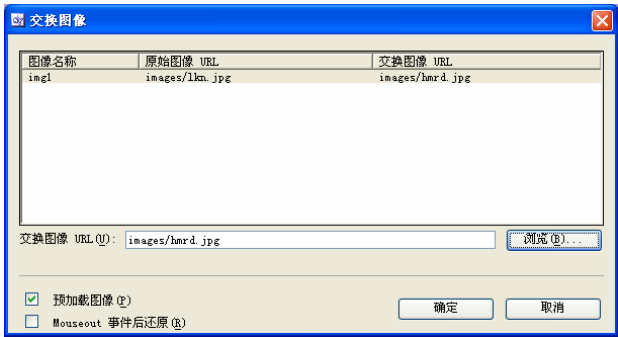 交换图像
图像名称 原始图像 URL 交换图像 URL
img1 images/lkn.jpg images/hmrd.jpg
交换图像 URL(U): images/hmrd.jpg 浏览(B)...
预加载图像(P) 确定 取消
Mouseout 事件后还原(R)